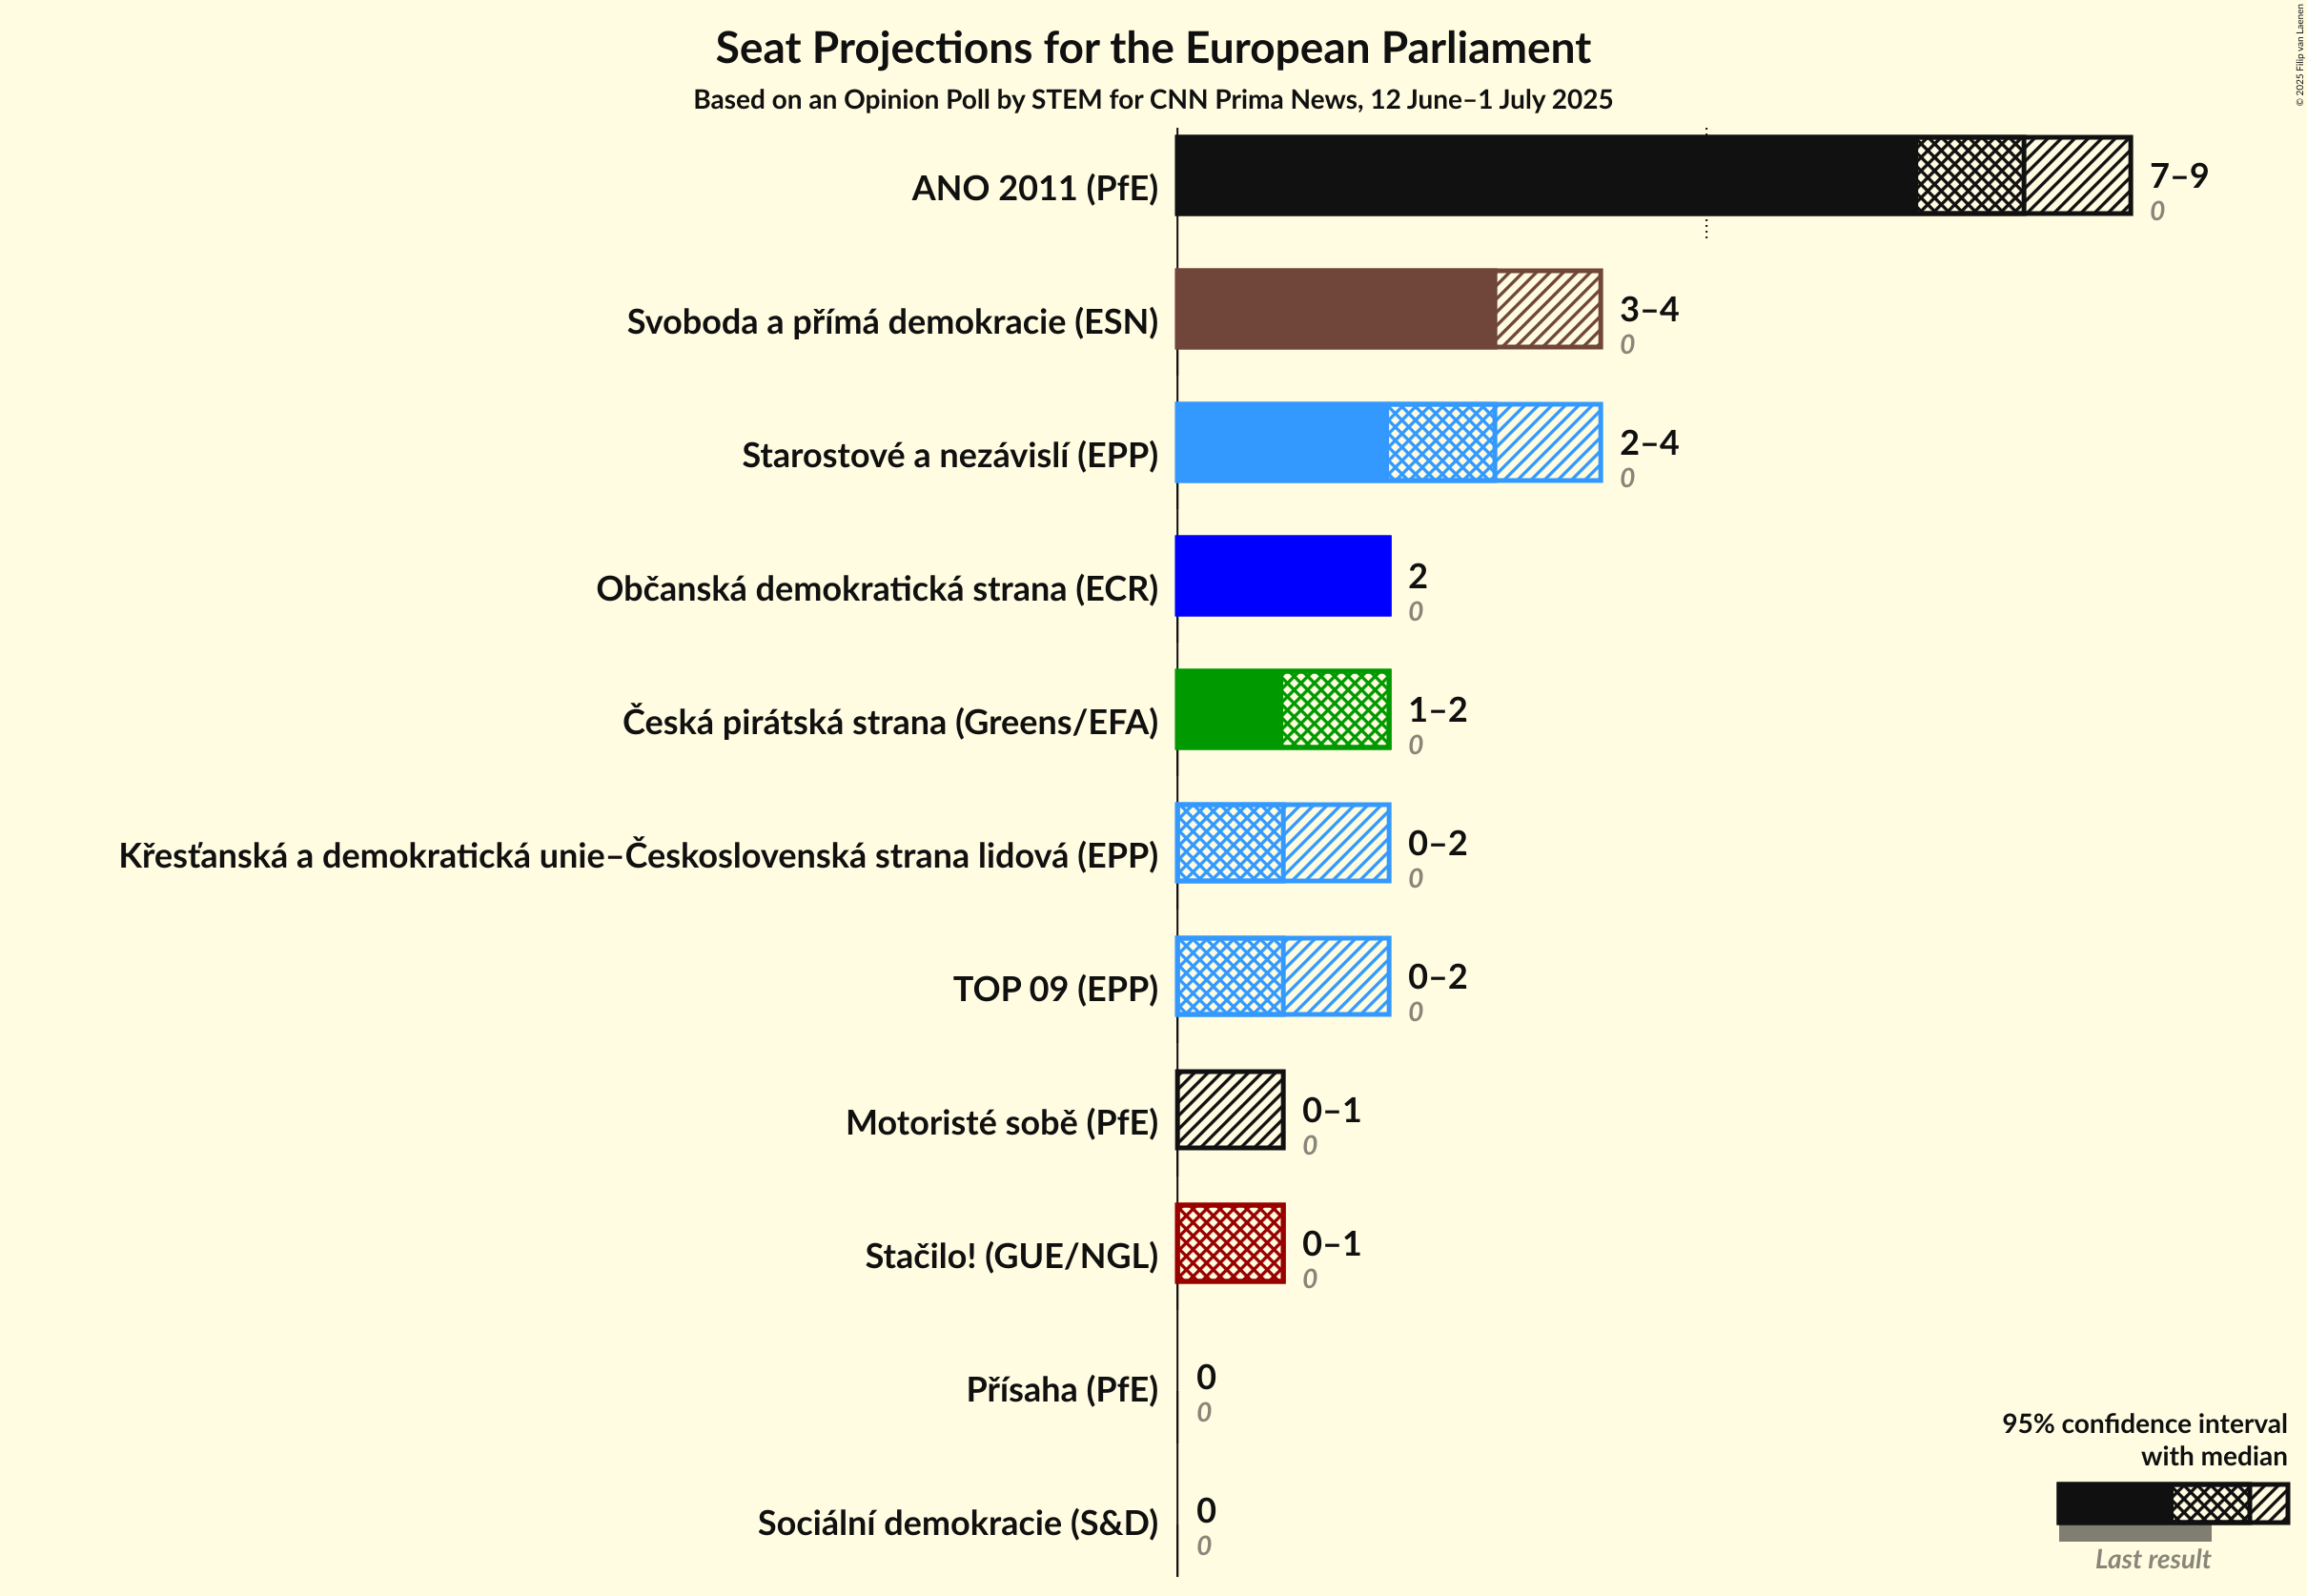 Seat Projections for the European Parliament
Based on an Opinion Poll by STEM for CNN Prima News, 12 June–1 July 2025
© 2025 Filip van Laenen
ANO 2011 (PfE)
7–9
0
Svoboda a přímá demokracie (ESN)
3–4
0
Starostové a nezávislí (EPP)
2–4
0
Občanská demokratická strana (ECR)
2
0
Česká pirátská strana (Greens/EFA)
1–2
0
Křesťanská a demokratická unie–Československá strana lidová (EPP)
0–2
0
TOP 09 (EPP)
0–2
0
Motoristé sobě (PfE)
0–1
0
Stačilo! (GUE/NGL)
0–1
0
Přísaha (PfE)
0
0
Sociální demokracie (S&D)
0
0
95% confidence interval
with median
Last result